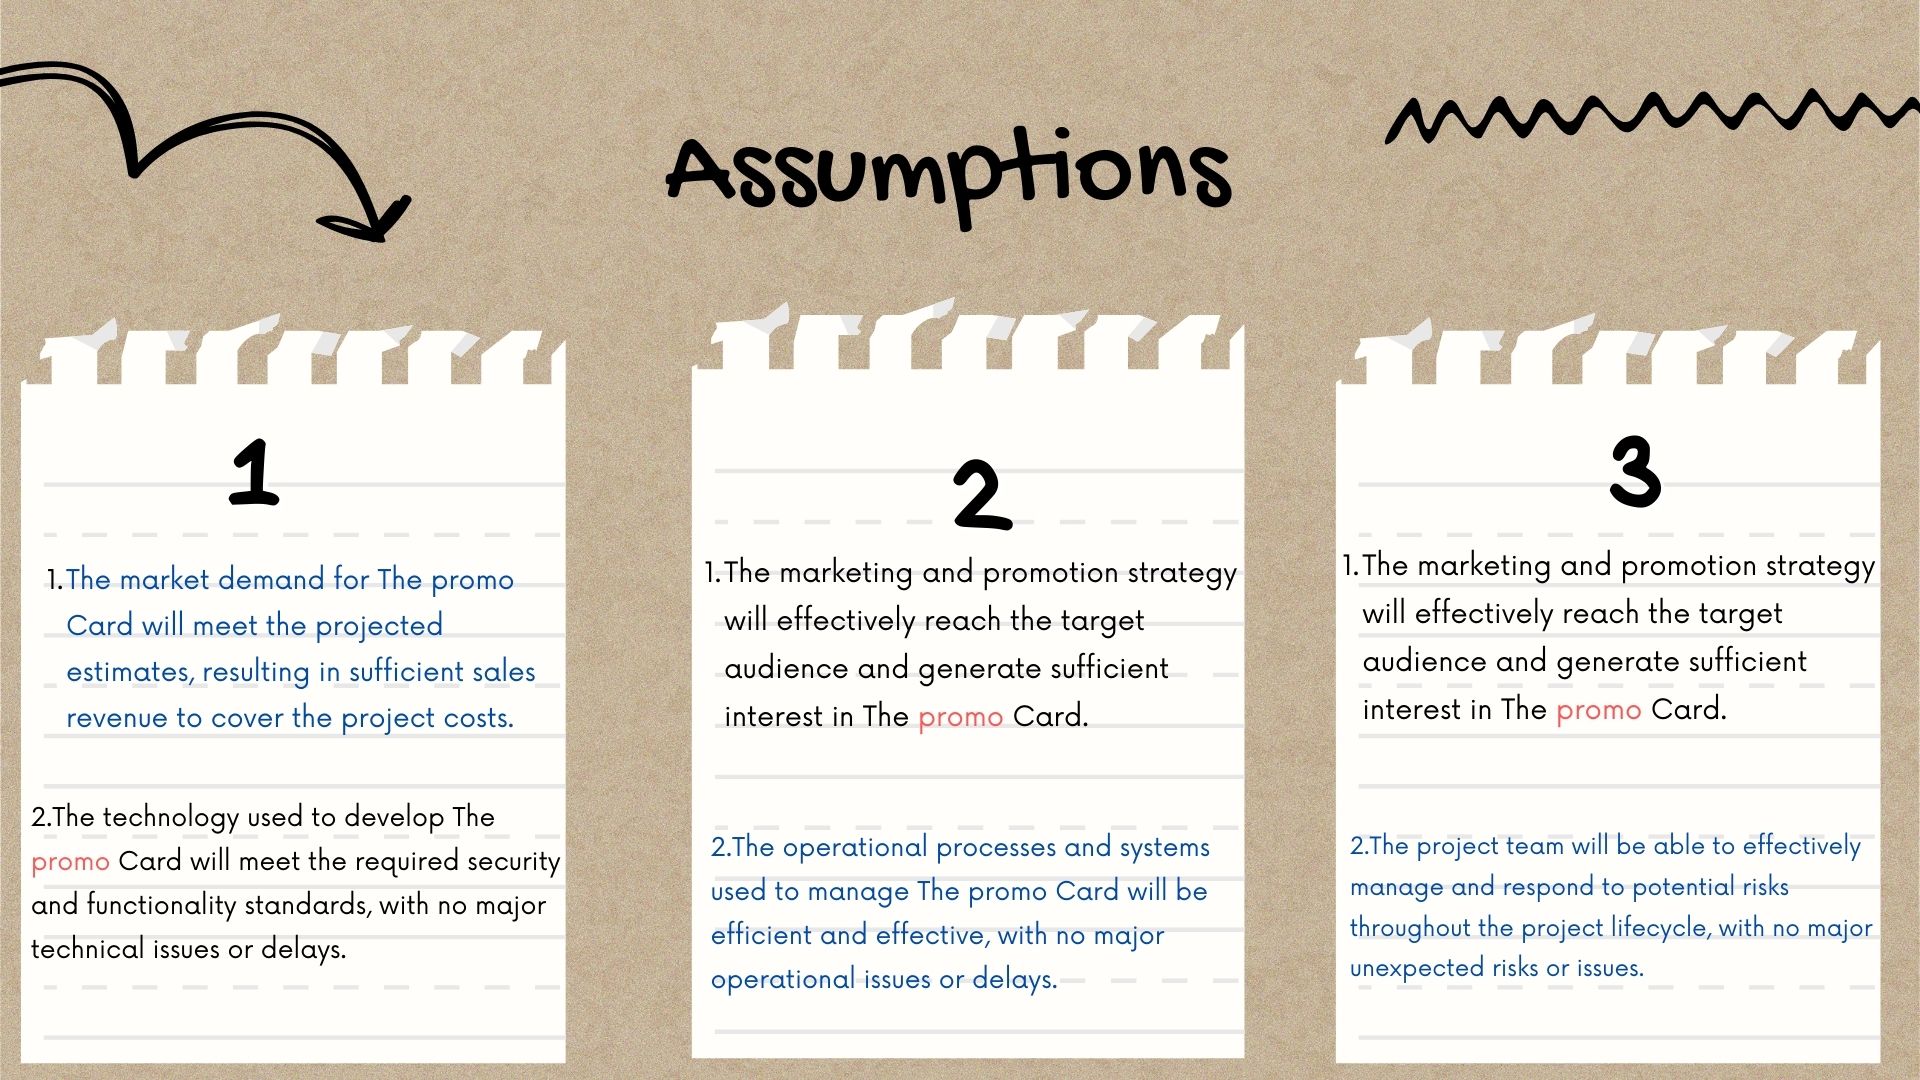 Assumptions
1
1.The market demand for The promo
Card will meet the projected
estimates, resulting in sufficient sales
revenue to cover the project costs.
2.The technology used to develop The
promo Card will meet the required security
and functionality standards, with no major
technical issues or delays.
2
1.The marketing and promotion strategy
will effectively reach the target
audience and generate sufficient
interest in The promo Card.
2.The operational processes and systems
used to manage The promo Card will be
efficient and effective, with no major
operational issues or delays.
3
1.The marketing and promotion strategy
will effectively reach the target
audience and generate sufficient
interest in The promo Card.
2.The project team will be able to effectively
manage and respond to potential risks
throughout the project lifecycle, with no major
unexpected risks or issues.